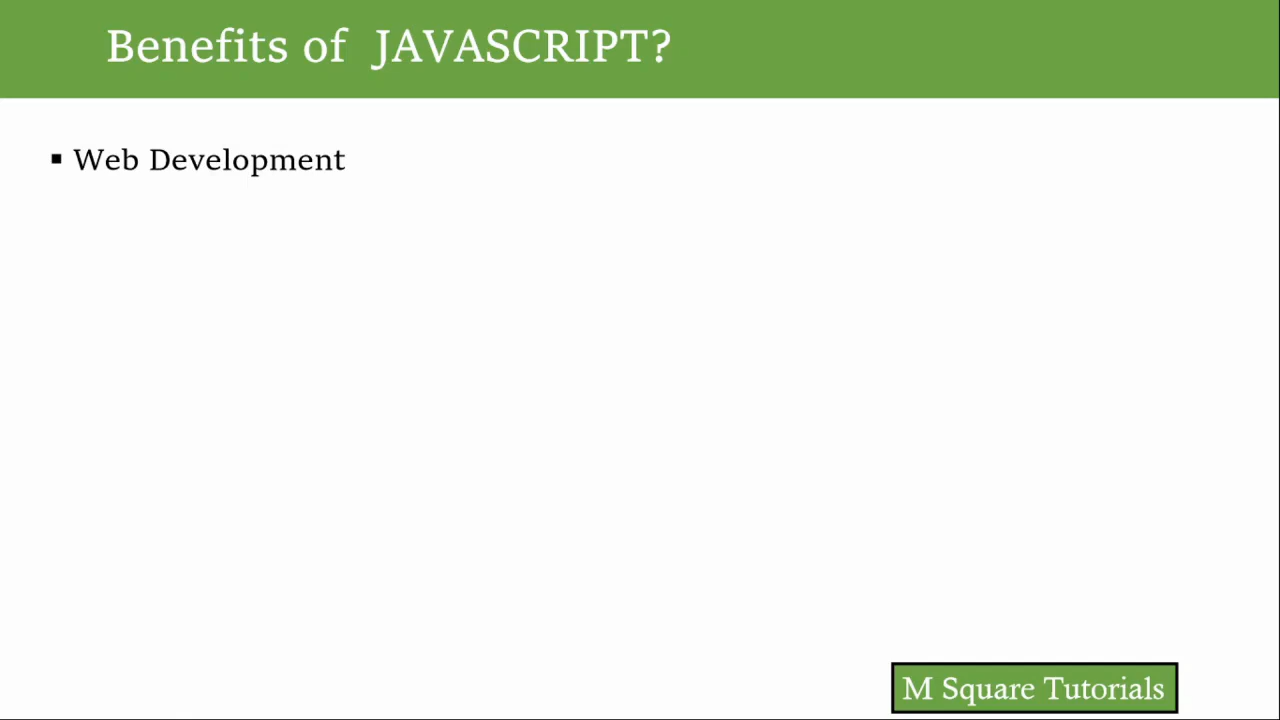 Benefits of JAVASCRIPT?
▪ Web Development
M Square Tutorials